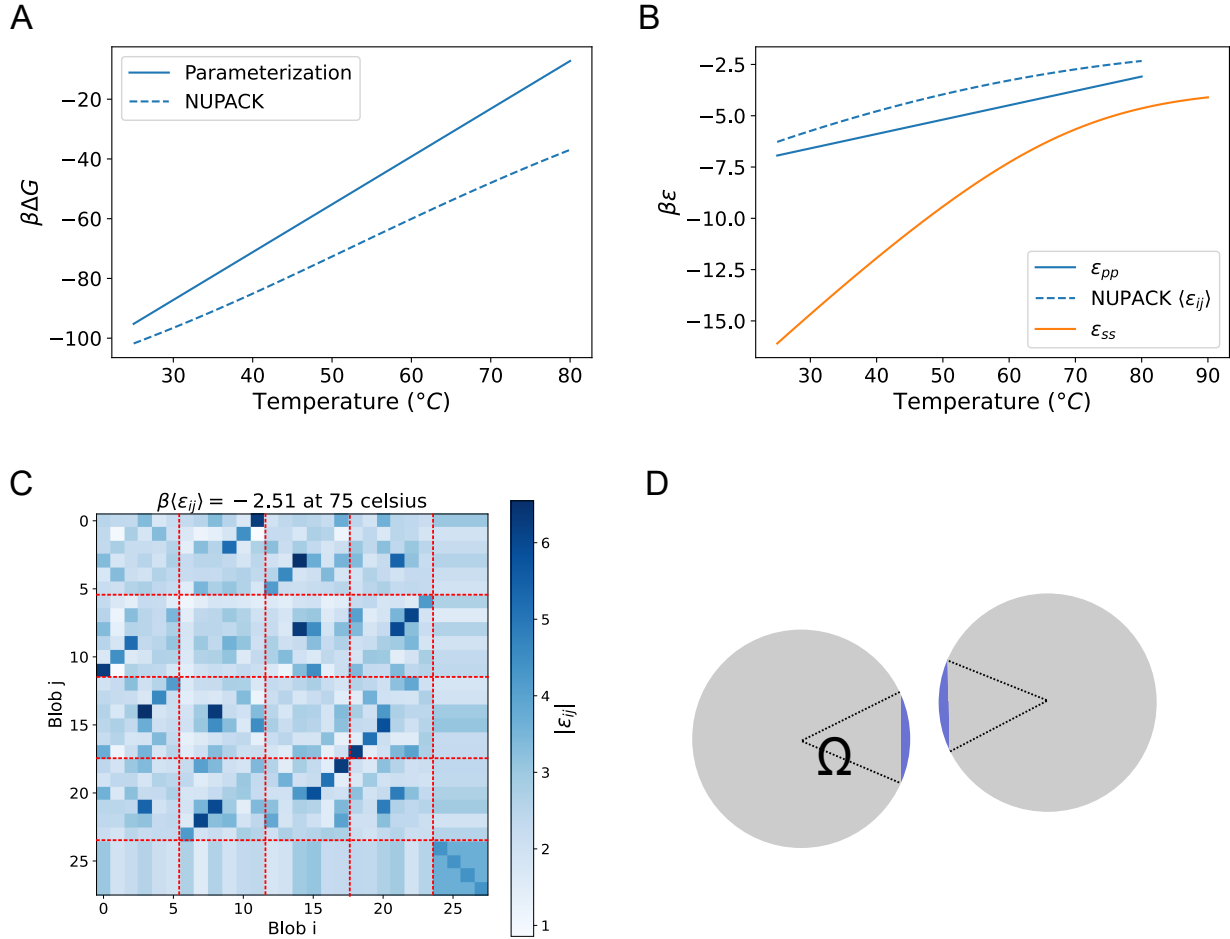 A
Parameterization
NUPACK
−20
−40
−60
−80
−100
βΔG
30 40 50 60 70 80
Temperature (°C)
B
−2.5
−5.0
−7.5
−10.0
−12.5
−15.0
βε
ε_pp
NUPACK ⟨ε_ij⟩
ε_ss
30 40 50 60 70 80 90
Temperature (°C)
C
β⟨ε_ij⟩ = −2.51 at 75 celsius
0
5
10
15
20
25
Blob j
0 5 10 15 20 25
Blob i
6
5
4
3
2
1
|ε_ij|
D
Ω